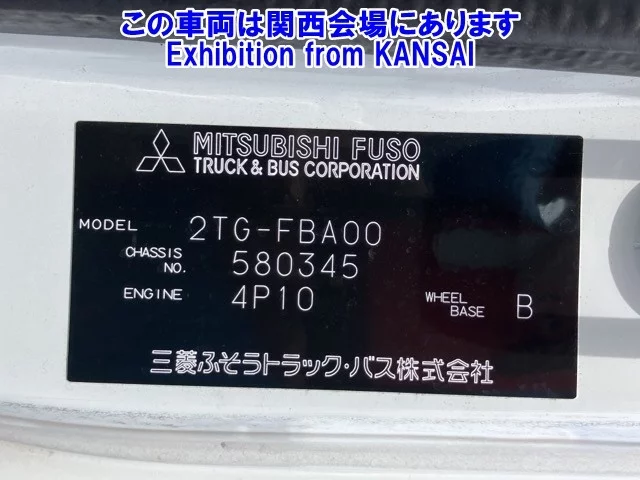 この車両は関西会場にあります
Exhibition from KANSAI
MITSUBISHI FUSO
TRUCK & BUS CORPORATION
MODEL 2TG-FBA00
CHASSIS NO. 580345
ENGINE 4P10 WHEEL BASE B
三菱ふそうトラック・バス株式会社